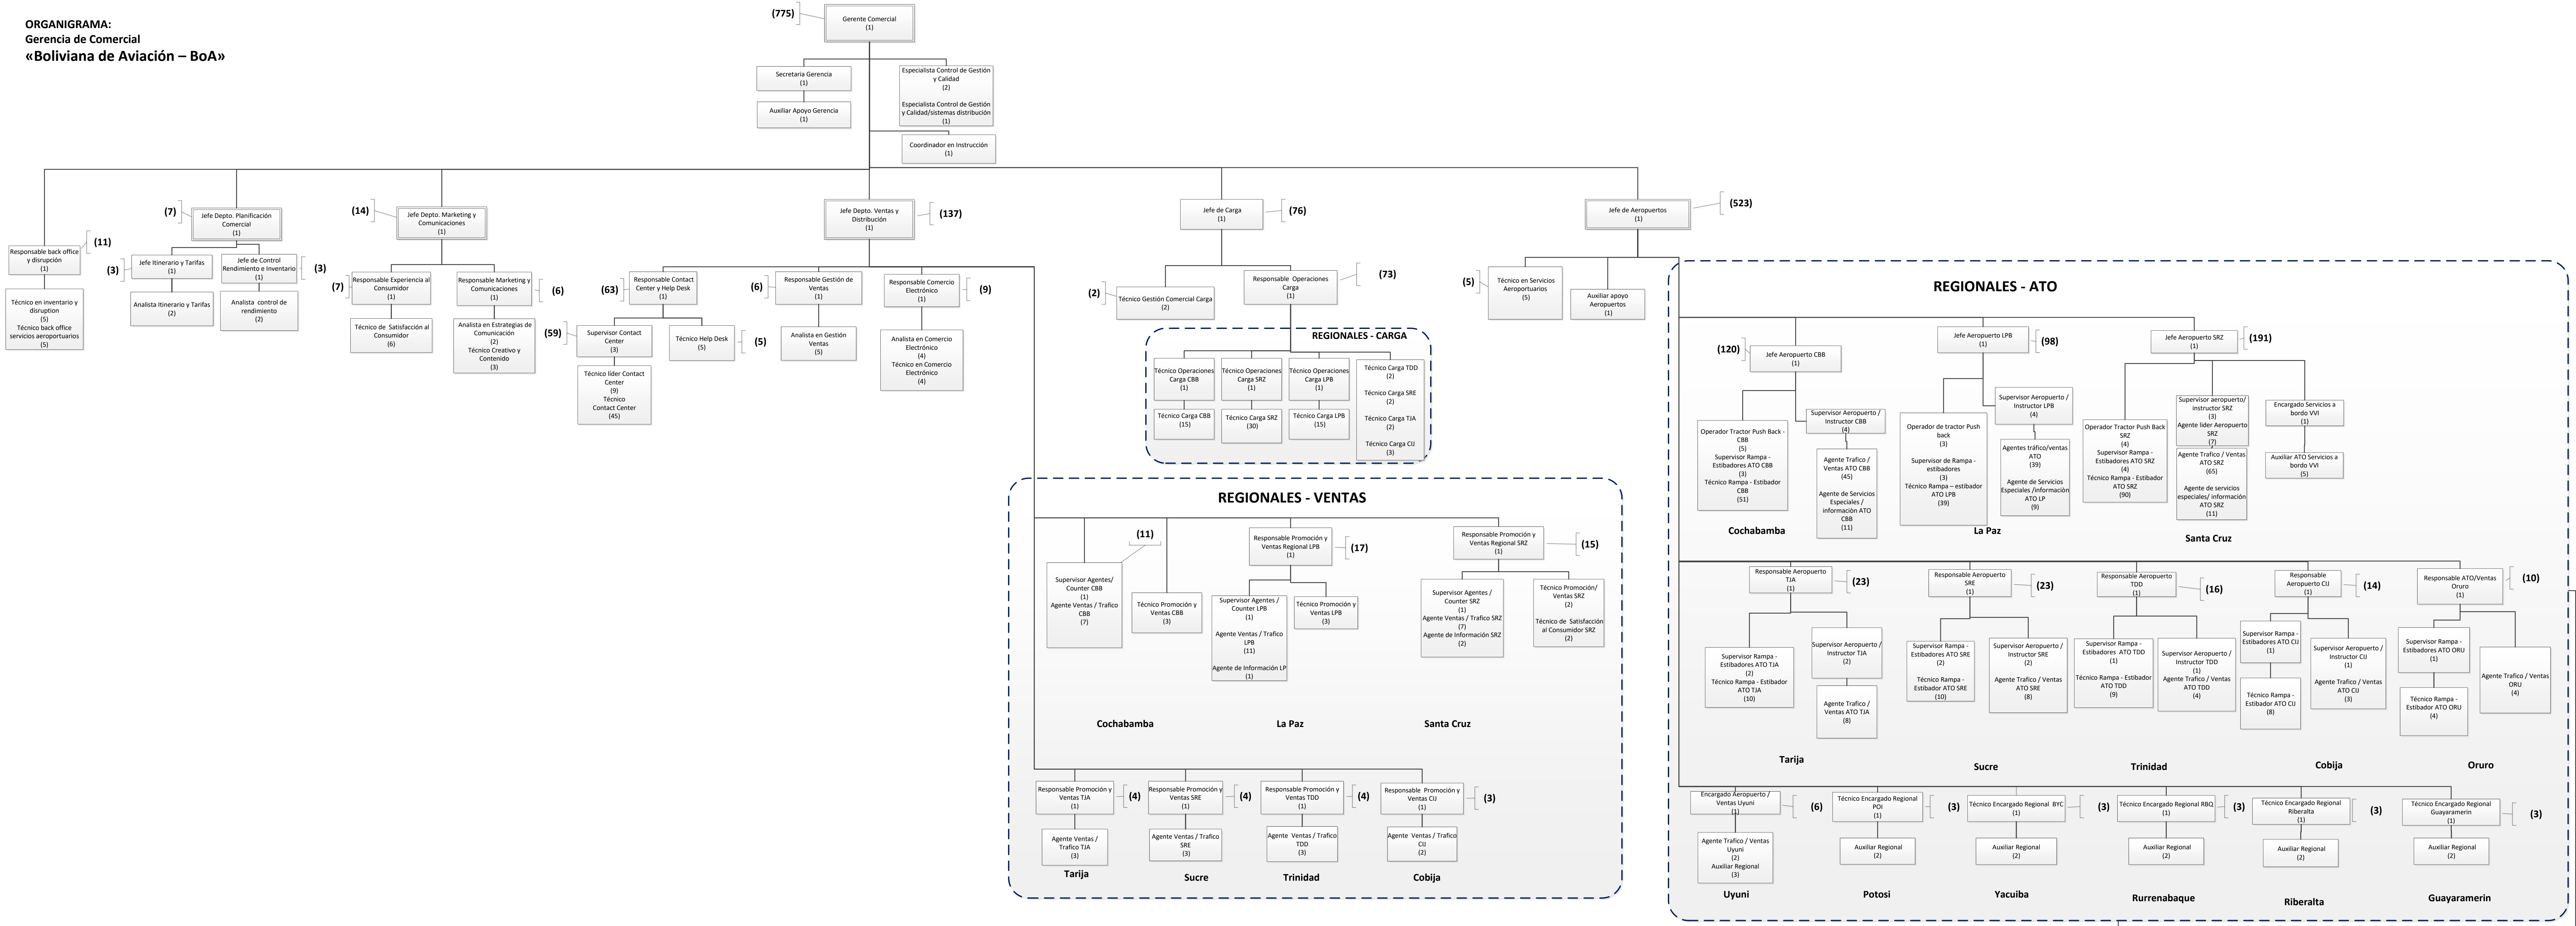 ORGANIGRAMA:
Gerencia de Comercial
«Boliviana de Aviación – BoA»
(775)
Gerente Comercial
(1)
Secretaria Gerencia
(1)
Auxiliar Apoyo Gerencia
(1)
Especialista Control de Gestión
y Calidad
(2)
Especialista Control de Gestión
y Calidad/sistemas distribución
(1)
Coordinador en Instrucción
(1)
Responsable back office
y disrupción
(1)
(11)
Técnico en inventario y
disruption
(5)
Técnico back office
servicios aeroportuarios
(5)
(7)
Jefe Depto. Planificación
Comercial
(1)
(3)
Jefe Itinerario y Tarifas
(1)
Analista Itinerario y Tarifas
(2)
Jefe de Control
Rendimiento e Inventario
(1)
(3)
Analista control de
rendimiento
(2)
(14)
Jefe Depto. Marketing y
Comunicaciones
(1)
(7)
Responsable Experiencia al
Consumidor
(1)
Técnico de Satisfacción al
Consumidor
(6)
Responsable Marketing y
Comunicaciones
(1)
(6)
Analista en Estrategias de
Comunicación
(2)
Técnico Creativo y
Contenido
(3)
Jefe Depto. Ventas y
Distribución
(1)
(137)
(63)
Responsable Contact
Center y Help Desk
(1)
(59)
Supervisor Contact
Center
(3)
Técnico líder Contact
Center
(9)
Técnico
Contact Center
(45)
Técnico Help Desk
(5)
(5)
(6)
Responsable Gestión de
Ventas
(1)
Analista en Gestión
Ventas
(5)
Responsable Comercio
Electrónico
(1)
(9)
Analista en Comercio
Electrónico
(4)
Técnico en Comercio
Electrónico
(4)
Jefe de Carga
(1)
(76)
(2)
Técnico Gestión Comercial Carga
(2)
Responsable Operaciones
Carga
(1)
(73)
REGIONALES - CARGA
Técnico Operaciones
Carga CBB
(1)
Técnico Carga CBB
(15)
Técnico Operaciones
Carga SRZ
(1)
Técnico Carga SRZ
(30)
Técnico Operaciones
Carga LPB
(1)
Técnico Carga LPB
(15)
Técnico Carga TDD
(2)
Técnico Carga SRE
(2)
Técnico Carga TJA
(2)
Técnico Carga CIJ
(3)
Jefe de Aeropuertos
(1)
(523)
(5)
Técnico en Servicios
Aeroportuarios
(5)
Auxiliar apoyo
Aeropuertos
(1)
REGIONALES - VENTAS
(11)
Supervisor Agentes/
Counter CBB
(1)
Agente Ventas / Trafico
CBB
(7)
Técnico Promoción y
Ventas CBB
(3)
Cochabamba
Responsable Promoción y
Ventas Regional LPB
(1)
(17)
Supervisor Agentes /
Counter LPB
(1)
Agente Ventas / Trafico
LPB
(11)
Agente de Información LP
(1)
Técnico Promoción y
Ventas LPB
(3)
La Paz
Responsable Promoción y
Ventas Regional SRZ
(1)
(15)
Supervisor Agentes /
Counter SRZ
(1)
Agente Ventas / Trafico SRZ
(7)
Agente de Información SRZ
(2)
Técnico Promoción/
Ventas SRZ
(2)
Técnico de Satisfacción
al Consumidor SRZ
(2)
Santa Cruz
Responsable Promoción y
Ventas TJA
(1)
(4)
Agente Ventas /
Trafico TJA
(3)
Tarija
Responsable Promoción y
Ventas SRE
(1)
(4)
Agente Ventas / Trafico
SRE
(3)
Sucre
Responsable Promoción y
Ventas TDD
(1)
(4)
Agente Ventas / Trafico
TDD
(3)
Trinidad
Responsable Promoción y
Ventas CIJ
(1)
(3)
Agente Ventas / Trafico
CIJ
(2)
Cobija
REGIONALES - ATO
(120)
Jefe Aeropuerto CBB
(1)
Operador Tractor Push Back -
CBB
(5)
Supervisor Rampa -
Estibadores ATO CBB
(3)
Técnico Rampa - Estibador
CBB
(51)
Supervisor Aeropuerto /
Instructor CBB
(4)
Agente Trafico /
Ventas ATO CBB
(45)
Agente de Servicios
Especiales /
informaciòn ATO
CBB
(11)
Cochabamba
Jefe Aeropuerto LPB
(1)
(98)
Operador de tractor Push
back
(3)
Supervisor de Rampa -
estibadores
(3)
Técnico Rampa – estibador
ATO LPB
(39)
Supervisor Aeropuerto /
Instructor LPB
(4)
Agentes tráfico/ventas
ATO
(39)
Agente de Servicios
Especiales /informaciòn
ATO LP
(9)
La Paz
Jefe Aeropuerto SRZ
(1)
(191)
Operador Tractor Push Back
SRZ
(4)
Supervisor Rampa -
Estibadores ATO SRZ
(4)
Técnico Rampa - Estibador
ATO SRZ
(90)
Supervisor aeropuerto/
instructor SRZ
(3)
Agente líder Aeropuerto
SRZ
(7)
Agente Trafico / Ventas
ATO SRZ
(65)
Agente de servicios
especiales/ información
ATO SRZ
(11)
Encargado Servicios a
bordo VVI
(1)
Auxiliar ATO Servicios a
bordo VVI
(5)
Santa Cruz
Responsable Aeropuerto
TJA
(1)
(23)
Supervisor Rampa -
Estibadores ATO TJA
(2)
Técnico Rampa - Estibador
ATO TJA
(10)
Supervisor Aeropuerto /
Instructor TJA
(2)
Agente Trafico /
Ventas ATO TJA
(8)
Tarija
Responsable Aeropuerto
SRE
(1)
(23)
Supervisor Rampa -
Estibadores ATO SRE
(2)
Técnico Rampa -
Estibador ATO SRE
(10)
Supervisor Aeropuerto /
Instructor SRE
(2)
Agente Trafico / Ventas
ATO SRE
(8)
Sucre
Responsable Aeropuerto
TDD
(1)
(16)
Supervisor Rampa -
Estibadores ATO TDD
(1)
Técnico Rampa - Estibador
ATO TDD
(9)
Supervisor Aeropuerto /
Instructor TDD
(1)
Agente Trafico / Ventas
ATO TDD
(4)
Trinidad
Responsable
Aeropuerto CIJ
(1)
(14)
Supervisor Rampa -
Estibadores ATO CIJ
(1)
Técnico Rampa -
Estibador ATO CIJ
(8)
Supervisor Aeropuerto /
Instructor CIJ
(1)
Agente Trafico / Ventas
ATO CIJ
(3)
Cobija
Responsable ATO/Ventas
Oruro
(1)
(10)
Supervisor Rampa -
Estibadores ATO ORU
(1)
Técnico Rampa -
Estibador ATO ORU
(4)
Agente Trafico / Ventas
ORU
(4)
Oruro
Encargado Aeropuerto /
Ventas Uyuni
(1)
(6)
Agente Trafico / Ventas
Uyuni
(2)
Auxiliar Regional
(3)
Uyuni
Técnico Encargado Regional
POI
(1)
(3)
Auxiliar Regional
(2)
Potosi
Técnico Encargado Regional BYC
(1)
(3)
Auxiliar Regional
(2)
Yacuiba
Técnico Encargado Regional RBQ
(1)
(3)
Auxiliar Regional
(2)
Rurrenabaque
Técnico Encargado Regional
Riberalta
(1)
(3)
Auxiliar Regional
(2)
Riberalta
Técnico Encargado Regional
Guayaramerin
(1)
(3)
Auxiliar Regional
(2)
Guayaramerin